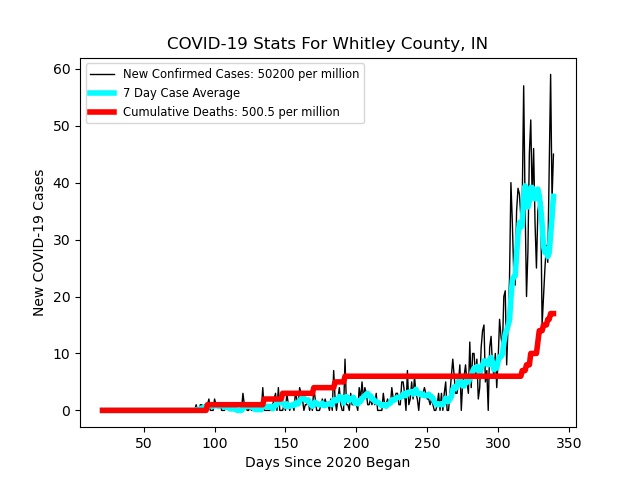 COVID-19 Stats For Whitley County, IN
New Confirmed Cases: 50200 per million
7 Day Case Average
Cumulative Deaths: 500.5 per million
New COVID-19 Cases
60
50
40
30
20
10
0
50 100 150 200 250 300 350
Days Since 2020 Began